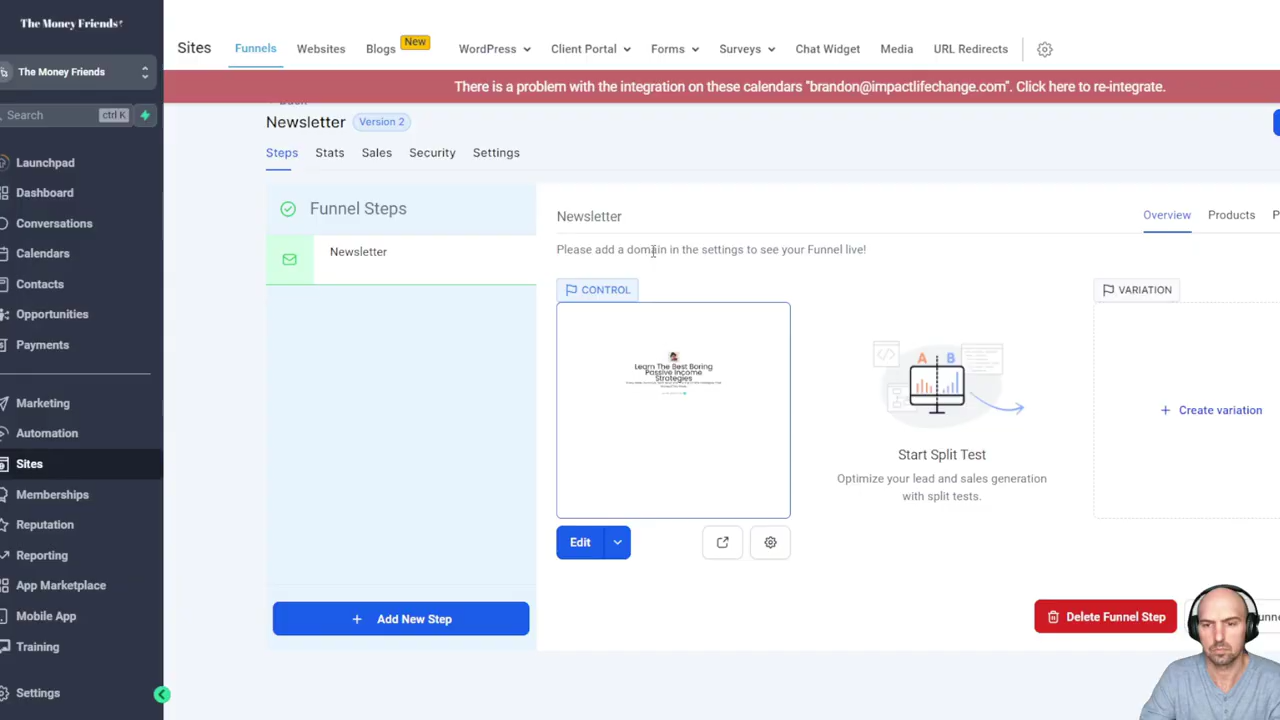 The Money Friends
Sites
Funnels
Websites
Blogs
New
WordPress
Client Portal
Forms
Surveys
Chat Widget
Media
URL Redirects
The Money Friends
There is a problem with the integration on these calendars "brandon@impactlifechange.com". Click here to re-integrate.
Search
ctrl K
Newsletter
Version 2
Steps
Stats
Sales
Security
Settings
Launchpad
Dashboard
Conversations
Calendars
Contacts
Opportunities
Payments
Marketing
Automation
Sites
Memberships
Reputation
Reporting
App Marketplace
Mobile App
Training
Settings
Funnel Steps
Newsletter
Add New Step
Newsletter
Overview
Products
P
Please add a domain in the settings to see your Funnel live!
CONTROL
Learn The Best Boring
Passive Income
Strategies
Edit
A B
Start Split Test
Optimize your lead and sales generation
with split tests.
VARIATION
Create variation
Delete Funnel Step